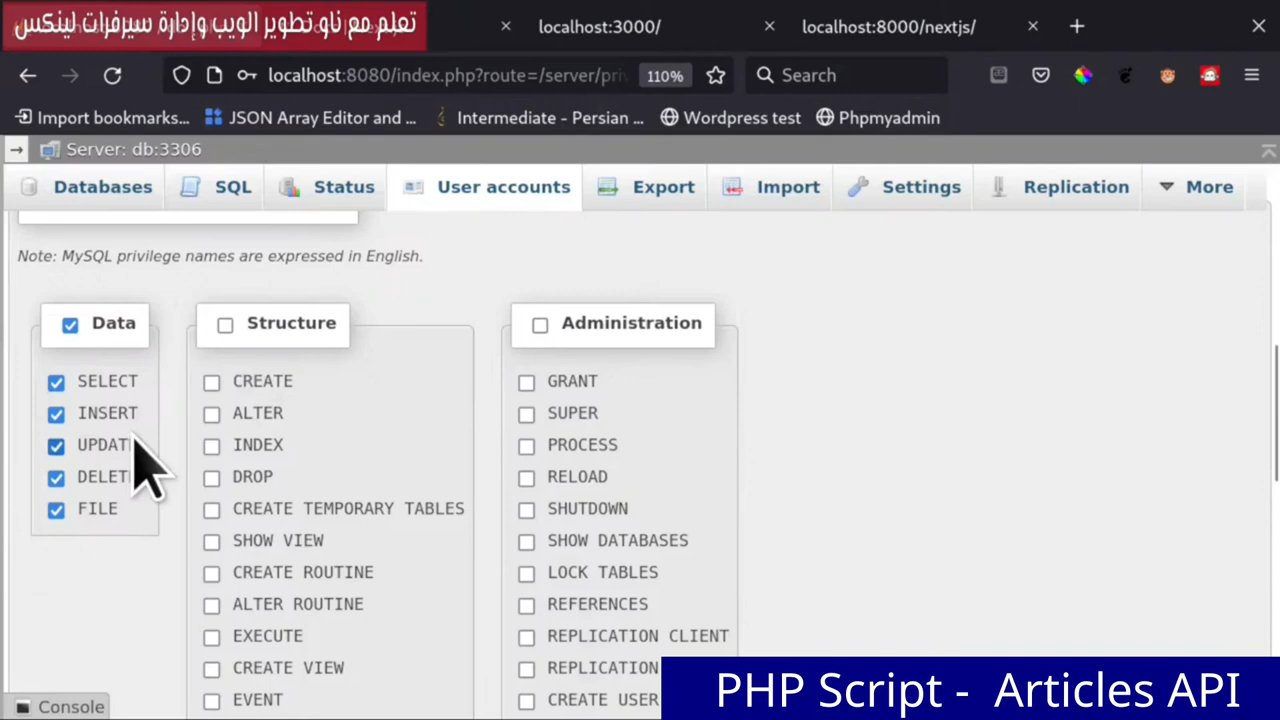 تعلم مع ناو تطوير الويب وإدارة سيرفرات لينكس
localhost:3000/
localhost:8000/nextjs/
localhost:8080/index.php?route=/server/pri
110%
Search
Import bookmarks...
JSON Array Editor and ...
Intermediate - Persian ...
Wordpress test
Phpmyadmin
Server: db:3306
Databases
SQL
Status
User accounts
Export
Import
Settings
Replication
More
Note: MySQL privilege names are expressed in English.
Data
SELECT
INSERT
UPDAT
DELET
FILE
Structure
CREATE
ALTER
INDEX
DROP
CREATE TEMPORARY TABLES
SHOW VIEW
CREATE ROUTINE
ALTER ROUTINE
EXECUTE
CREATE VIEW
EVENT
Administration
GRANT
SUPER
PROCESS
RELOAD
SHUTDOWN
SHOW DATABASES
LOCK TABLES
REFERENCES
REPLICATION CLIENT
REPLICATION
CREATE USER
Console
PHP Script - Articles API